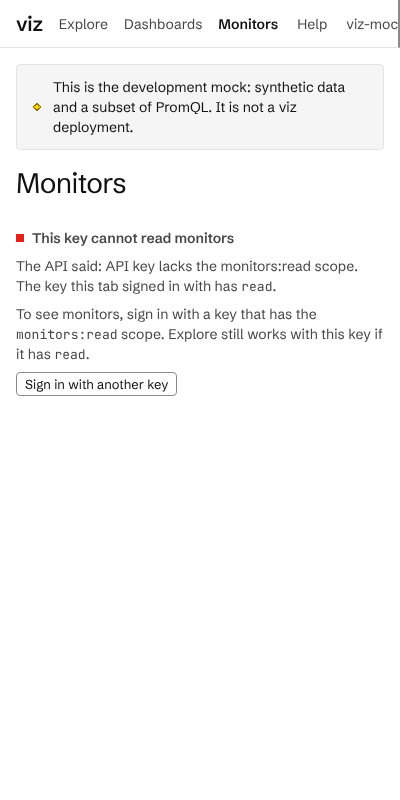 viz Explore Dashboards Monitors Help viz-moc
This is the development mock: synthetic data
and a subset of PromQL. It is not a viz
deployment.
Monitors
This key cannot read monitors
The API said: API key lacks the monitors:read scope.
The key this tab signed in with has read.
To see monitors, sign in with a key that has the
monitors:read scope. Explore still works with this key if
it has read.
Sign in with another key